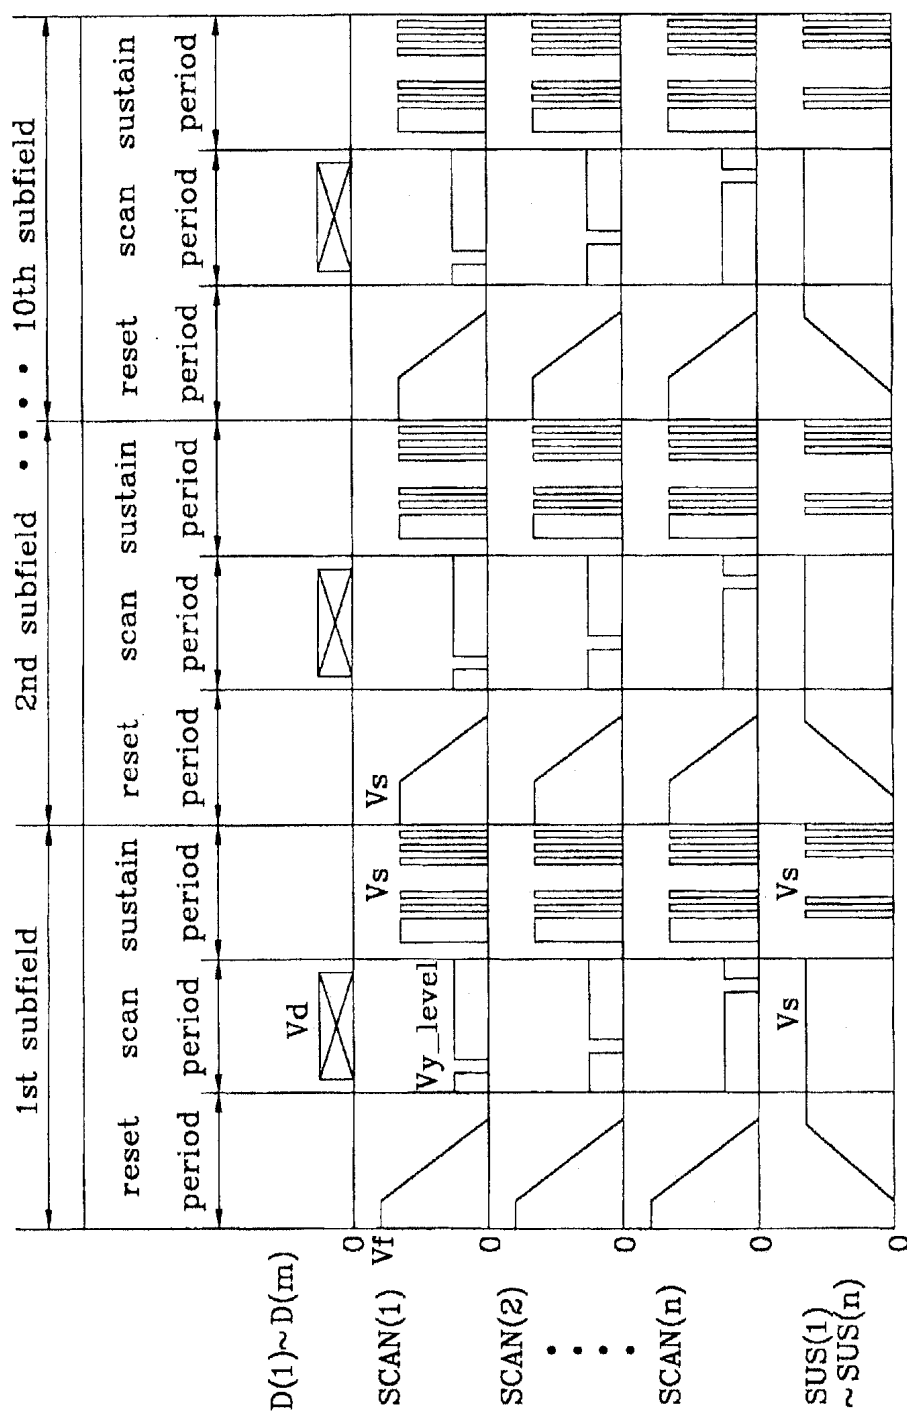 1st subfield 2nd subfield • • • • 10th subfield
reset scan sustain reset scan sustain reset scan sustain
period period period period period period period period period
D(1)~D(m) 0 Vd
SCAN(1) Vf 0 Vy_level Vs Vs
SCAN(2) 0
• • • •
SCAN(n) 0
SUS(1) Vs Vs
~SUS(n) 0